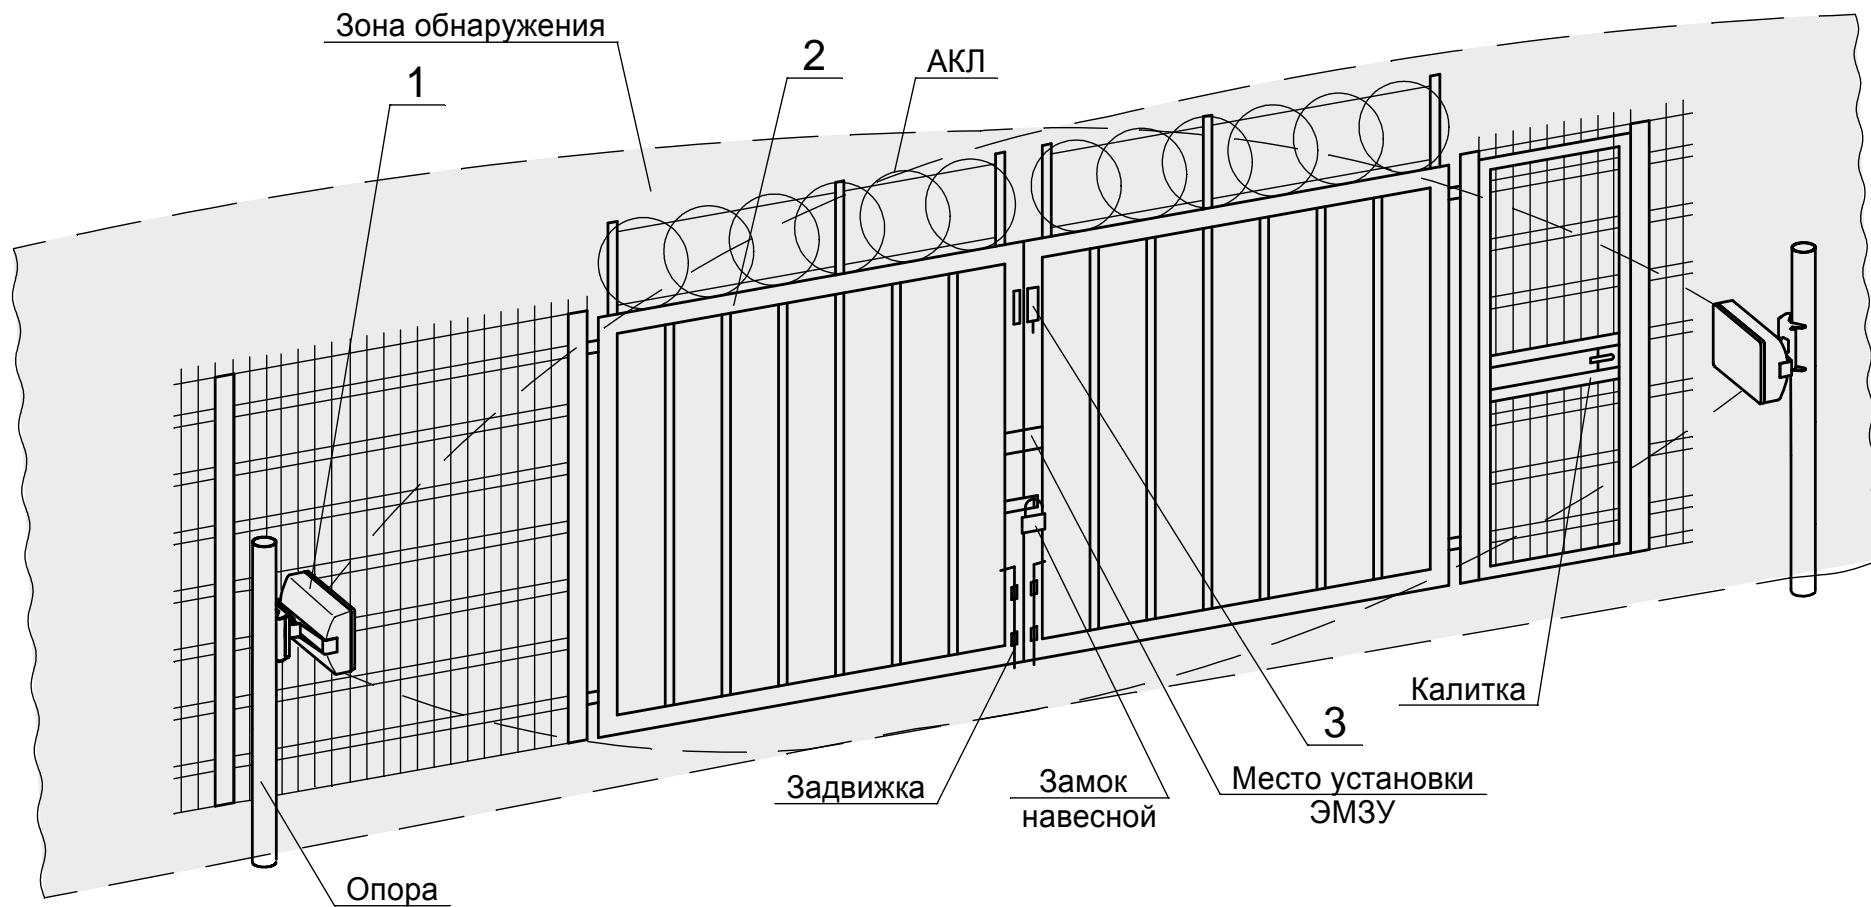 Зона обнаружения
1
2
АКЛ
Калитка
3
Задвижка
Замок
навесной
Место установки
ЭМЗУ
Опора